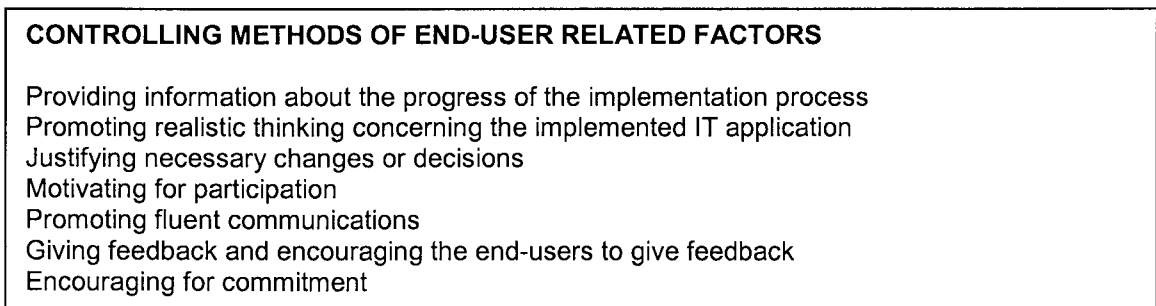 CONTROLLING METHODS OF END-USER RELATED FACTORS
Providing information about the progress of the implementation process
Promoting realistic thinking concerning the implemented IT application
Justifying necessary changes or decisions
Motivating for participation
Promoting fluent communications
Giving feedback and encouraging the end-users to give feedback
Encouraging for commitment